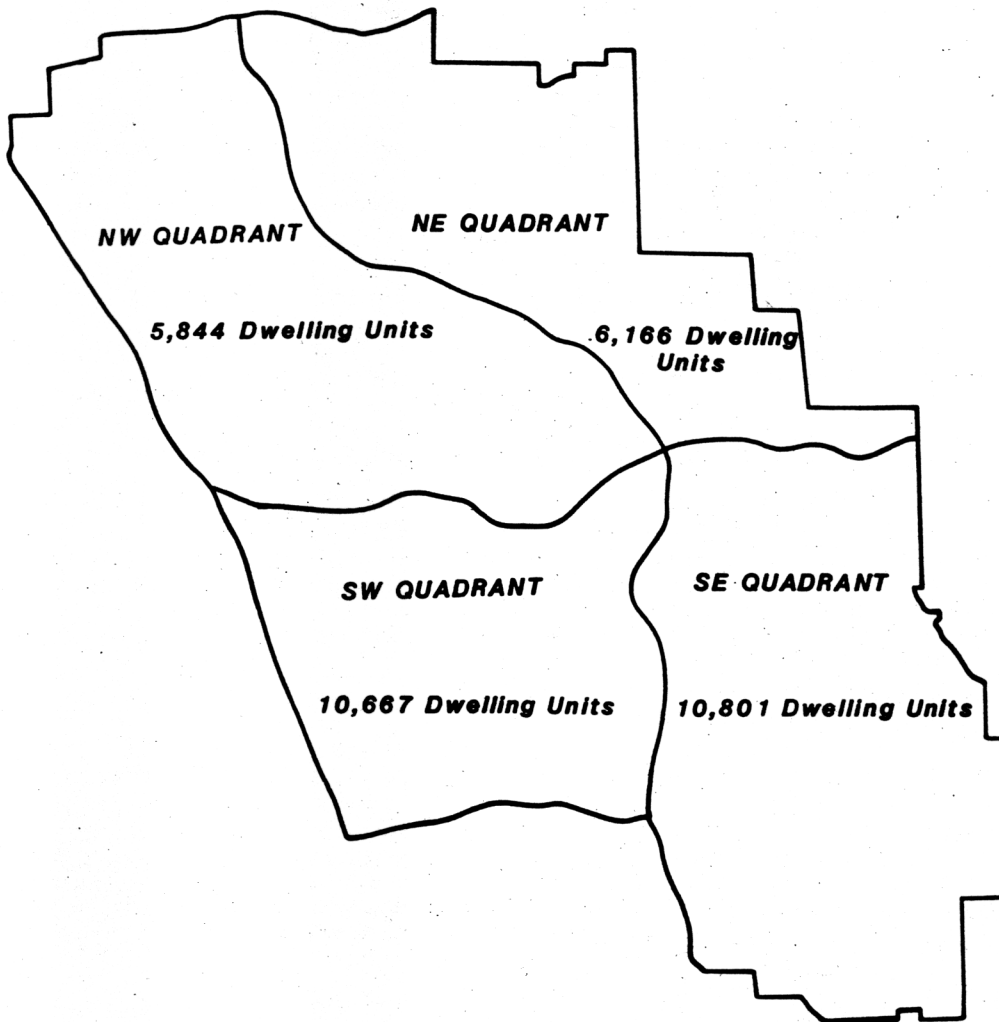 NW QUADRANT
NE QUADRANT
5,844 Dwelling Units
6,166 Dwelling
Units
SW QUADRANT
SE QUADRANT
10,667 Dwelling Units
10,801 Dwelling Units